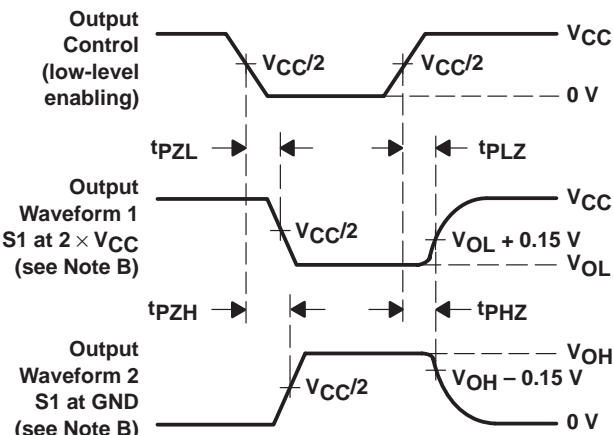 Output
Control
(low-level
enabling)
VCC
VCC/2
VCC/2
0 V
tPZL
tPLZ
Output
Waveform 1
S1 at 2 × VCC
(see Note B)
VCC
VCC/2
VOL + 0.15 V
VOL
tPZH
tPHZ
Output
Waveform 2
S1 at GND
(see Note B)
VOH
VOH – 0.15 V
VCC/2
0 V